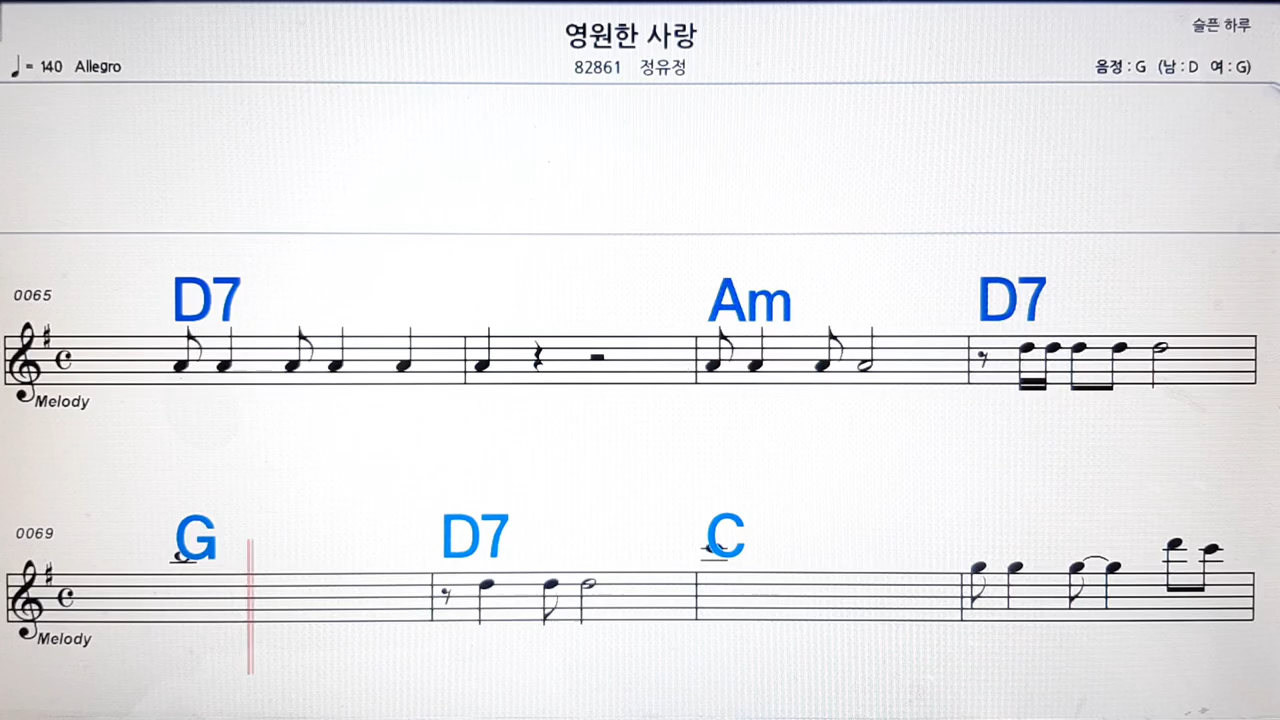 영원한 사랑
슬픈 하루
♩ = 140 Allegro
82861 정유정
음정 : G (남 : D 여 : G)
0065
D7 Am D7
Melody
0069
G D7 C
Melody